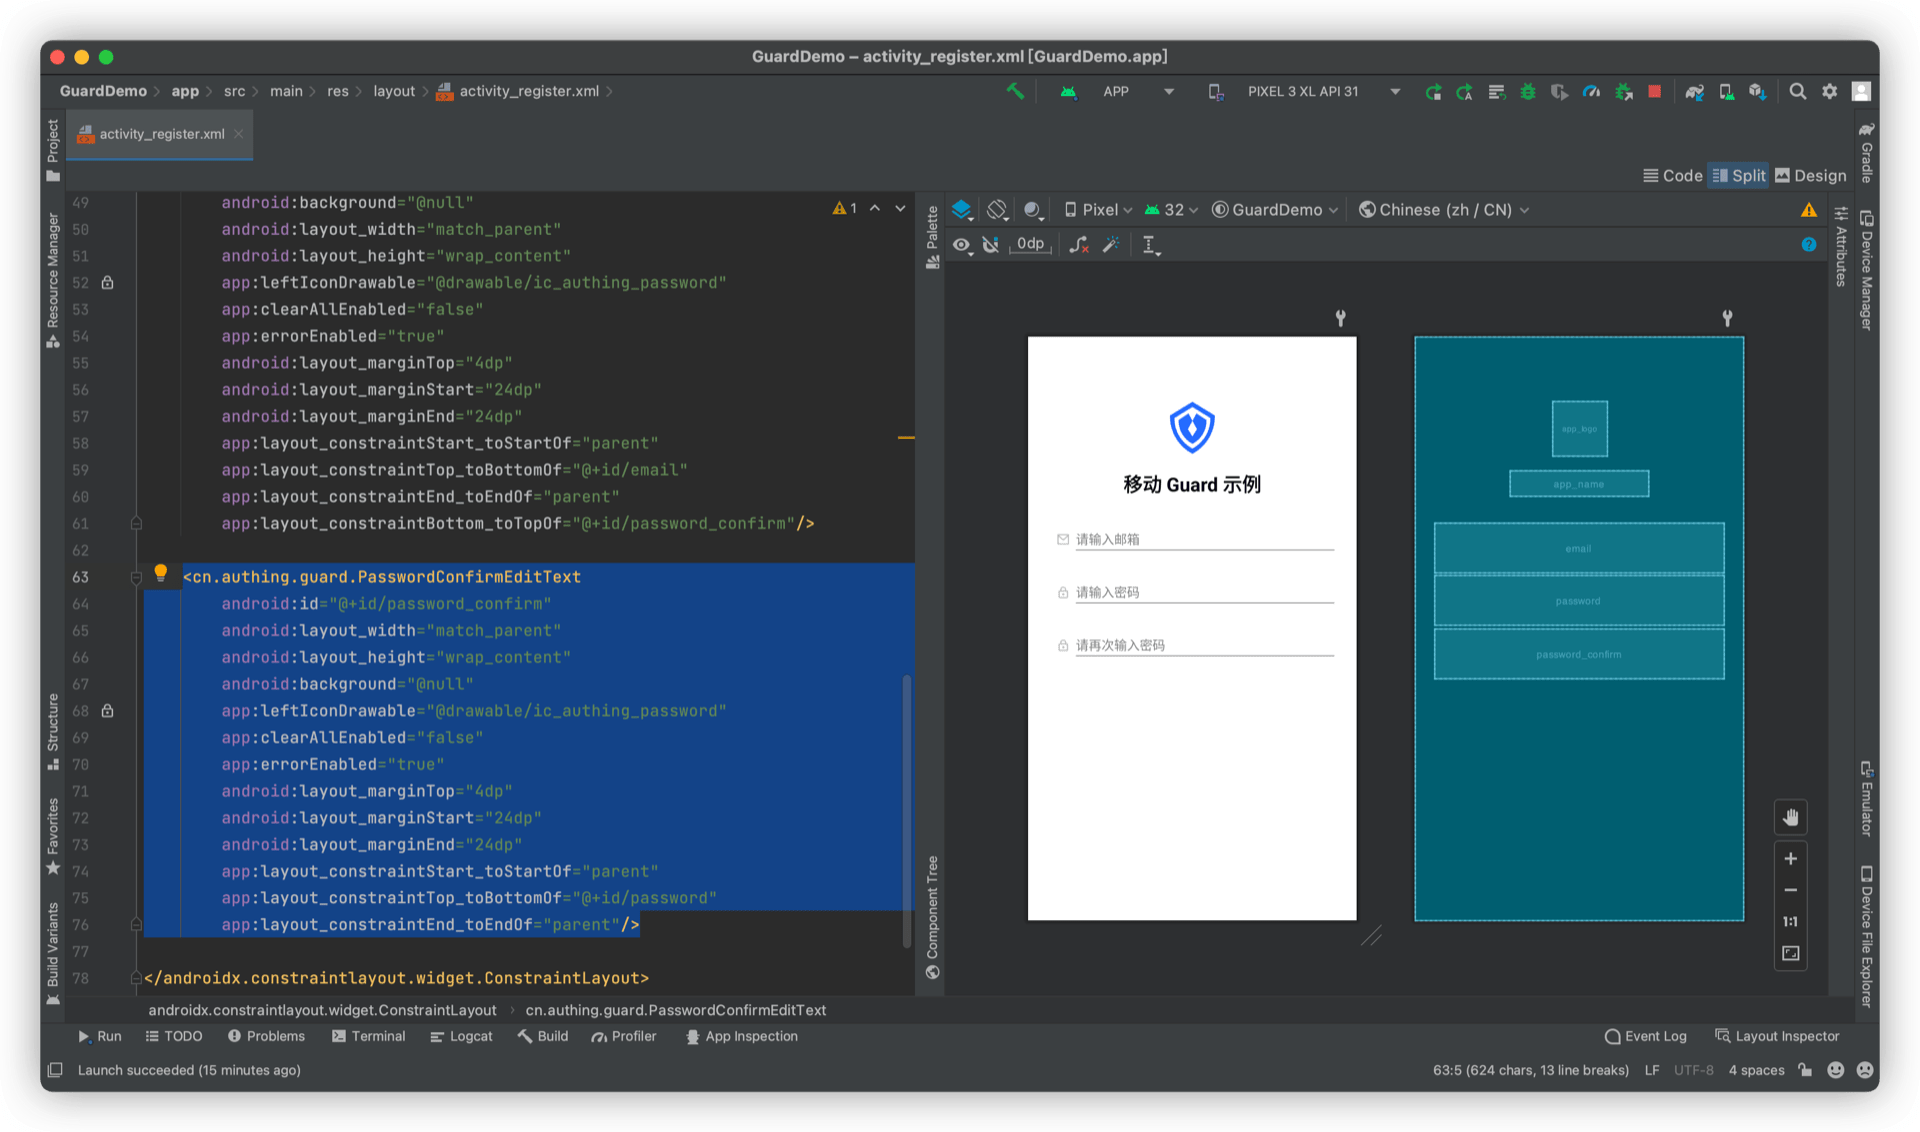 GuardDemo – activity_register.xml [GuardDemo.app]
GuardDemo app src main res layout activity_register.xml
APP PIXEL 3 XL API 31
activity_register.xml
Code Split Design
Project
Resource Manager
Structure
Favorites
Build Variants
49 android:background="@null"
50 android:layout_width="match_parent"
51 android:layout_height="wrap_content"
52 app:leftIconDrawable="@drawable/ic_authing_password"
53 app:clearAllEnabled="false"
54 app:errorEnabled="true"
55 android:layout_marginTop="4dp"
56 android:layout_marginStart="24dp"
57 android:layout_marginEnd="24dp"
58 app:layout_constraintStart_toStartOf="parent"
59 app:layout_constraintTop_toBottomOf="@+id/email"
60 app:layout_constraintEnd_toEndOf="parent"
61 app:layout_constraintBottom_toTopOf="@+id/password_confirm"/>
62
63 <cn.authing.guard.PasswordConfirmEditText
64 android:id="@+id/password_confirm"
65 android:layout_width="match_parent"
66 android:layout_height="wrap_content"
67 android:background="@null"
68 app:leftIconDrawable="@drawable/ic_authing_password"
69 app:clearAllEnabled="false"
70 app:errorEnabled="true"
71 android:layout_marginTop="4dp"
72 android:layout_marginStart="24dp"
73 android:layout_marginEnd="24dp"
74 app:layout_constraintStart_toStartOf="parent"
75 app:layout_constraintTop_toBottomOf="@+id/password"
76 app:layout_constraintEnd_toEndOf="parent"/>
77
78 </androidx.constraintlayout.widget.ConstraintLayout>
1
Palette
Component Tree
Pixel 32 GuardDemo Chinese (zh / CN)
0dp
移动 Guard 示例
请输入邮箱
请输入密码
请再次输入密码
app_logo
app_name
email
password
password_confirm
1:1
Attributes
Gradle
Device Manager
Emulator
Device File Explorer
androidx.constraintlayout.widget.ConstraintLayout cn.authing.guard.PasswordConfirmEditText
Run TODO Problems Terminal Logcat Build Profiler App Inspection Event Log Layout Inspector
Launch succeeded (15 minutes ago) 63:5 (624 chars, 13 line breaks) LF UTF-8 4 spaces